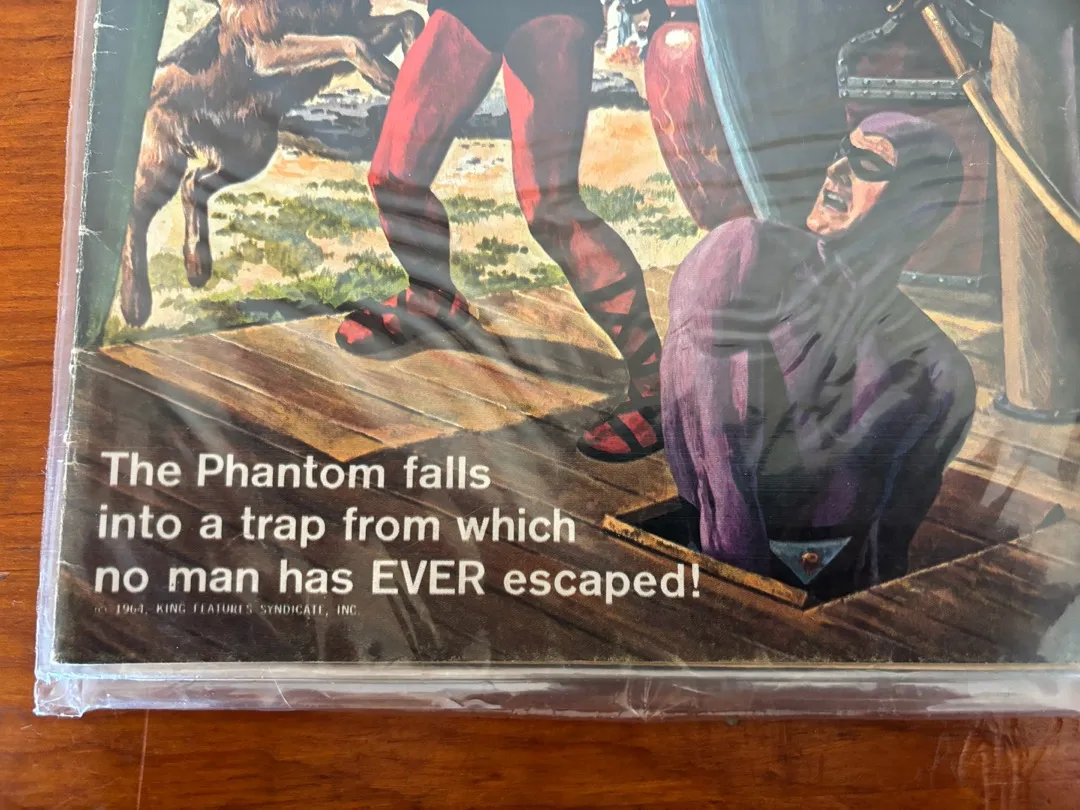 The Phantom falls
into a trap from which
no man has EVER escaped!
© 1964, KING FEATURES SYNDICATE, INC.